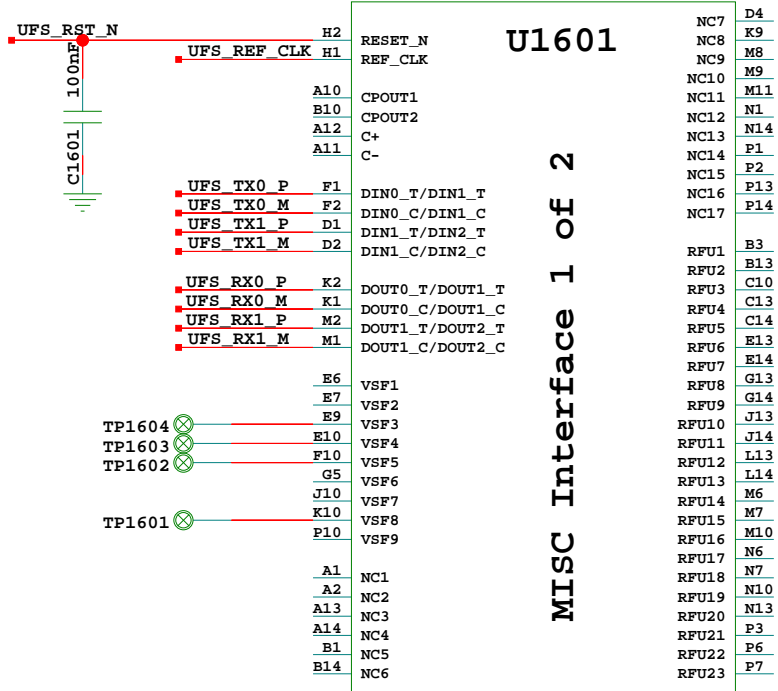 UFS_RST_N
100nF
C1601
UFS_REF_CLK
H2 RESET_N
H1 REF_CLK
A10 CPOUT1
B10 CPOUT2
A12 C+
A11 C-
UFS_TX0_P F1 DIN0_T/DIN1_T
UFS_TX0_M F2 DIN0_C/DIN1_C
UFS_TX1_P D1 DIN1_T/DIN2_T
UFS_TX1_M D2 DIN1_C/DIN2_C
UFS_RX0_P K2 DOUT0_T/DOUT1_T
UFS_RX0_M K1 DOUT0_C/DOUT1_C
UFS_RX1_P M2 DOUT1_T/DOUT2_T
UFS_RX1_M M1 DOUT1_C/DOUT2_C
E6 VSF1
E7 VSF2
TP1604 E9 VSF3
TP1603 E10 VSF4
TP1602 F10 VSF5
G5 VSF6
J10 VSF7
TP1601 K10 VSF8
P10 VSF9
A1 NC1
A2 NC2
A13 NC3
A14 NC4
B1 NC5
B14 NC6
U1601
MISC Interface 1 of 2
NC7 D4
NC8 K9
NC9 M8
NC10 M9
NC11 M11
NC12 N1
NC13 N14
NC14 P1
NC15 P2
NC16 P13
NC17 P14
RFU1 B3
RFU2 B13
RFU3 C10
RFU4 C13
RFU5 C14
RFU6 E13
RFU7 E14
RFU8 G13
RFU9 G14
RFU10 J13
RFU11 J14
RFU12 L13
RFU13 L14
RFU14 M6
RFU15 M7
RFU16 M10
RFU17 N6
RFU18 N7
RFU19 N10
RFU20 N13
RFU21 P3
RFU22 P6
RFU23 P7